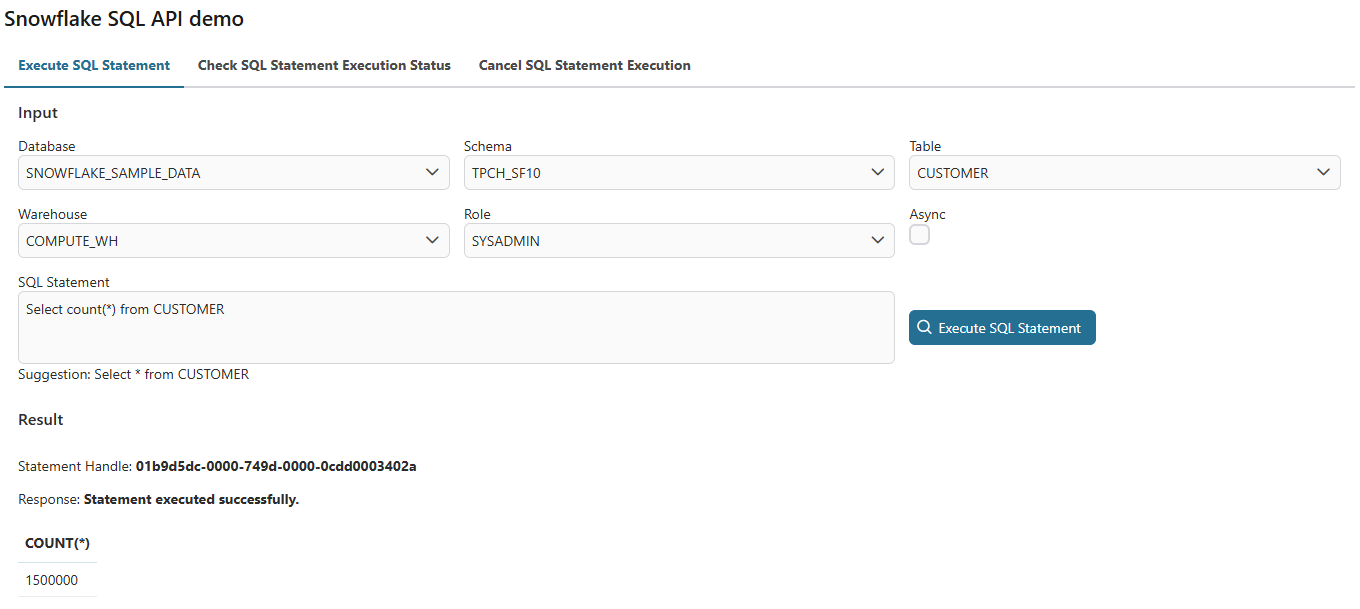 Snowflake SQL API demo
Execute SQL Statement Check SQL Statement Execution Status Cancel SQL Statement Execution
Input
Database Schema Table
SNOWFLAKE_SAMPLE_DATA TPCH_SF10 CUSTOMER
Warehouse Role Async
COMPUTE_WH SYSADMIN
SQL Statement
Select count(*) from CUSTOMER
Execute SQL Statement
Suggestion: Select * from CUSTOMER
Result
Statement Handle: 01b9d5dc-0000-749d-0000-0cdd0003402a
Response: Statement executed successfully.
COUNT(*)
1500000